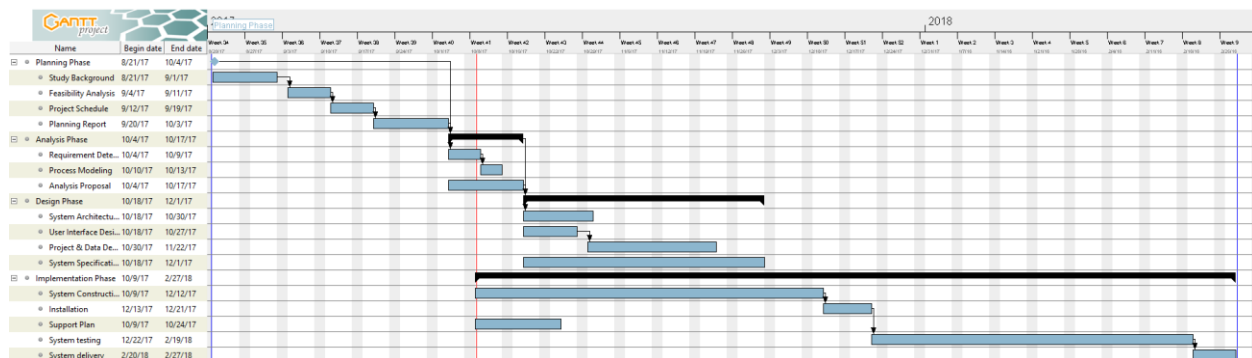 GANTT
project
2017
Planning Phase
2018
Name Begin date End date
Week 34 Week 35 Week 36 Week 37 Week 38 Week 39 Week 40 Week 41 Week 42 Week 43 Week 44 Week 45 Week 46 Week 47 Week 48 Week 49 Week 50 Week 51 Week 52 Week 1 Week 2 Week 3 Week 4 Week 5 Week 6 Week 7 Week 8 Week 9
Planning Phase 8/21/17 10/4/17
Study Background 8/21/17 9/1/17
Feasibility Analysis 9/4/17 9/11/17
Project Schedule 9/12/17 9/19/17
Planning Report 9/20/17 10/3/17
Analysis Phase 10/4/17 10/17/17
Requirement Dete... 10/4/17 10/9/17
Process Modeling 10/10/17 10/13/17
Analysis Proposal 10/4/17 10/17/17
Design Phase 10/18/17 12/1/17
System Architectu... 10/18/17 10/30/17
User Interface Desi... 10/18/17 10/27/17
Project & Data De... 10/30/17 11/22/17
System Specificati... 10/18/17 12/1/17
Implementation Phase 10/9/17 2/27/18
System Constructi... 10/9/17 12/12/17
Installation 12/13/17 12/21/17
Support Plan 10/9/17 10/24/17
System testing 12/22/17 2/19/18
System delivery 2/20/18 2/27/18